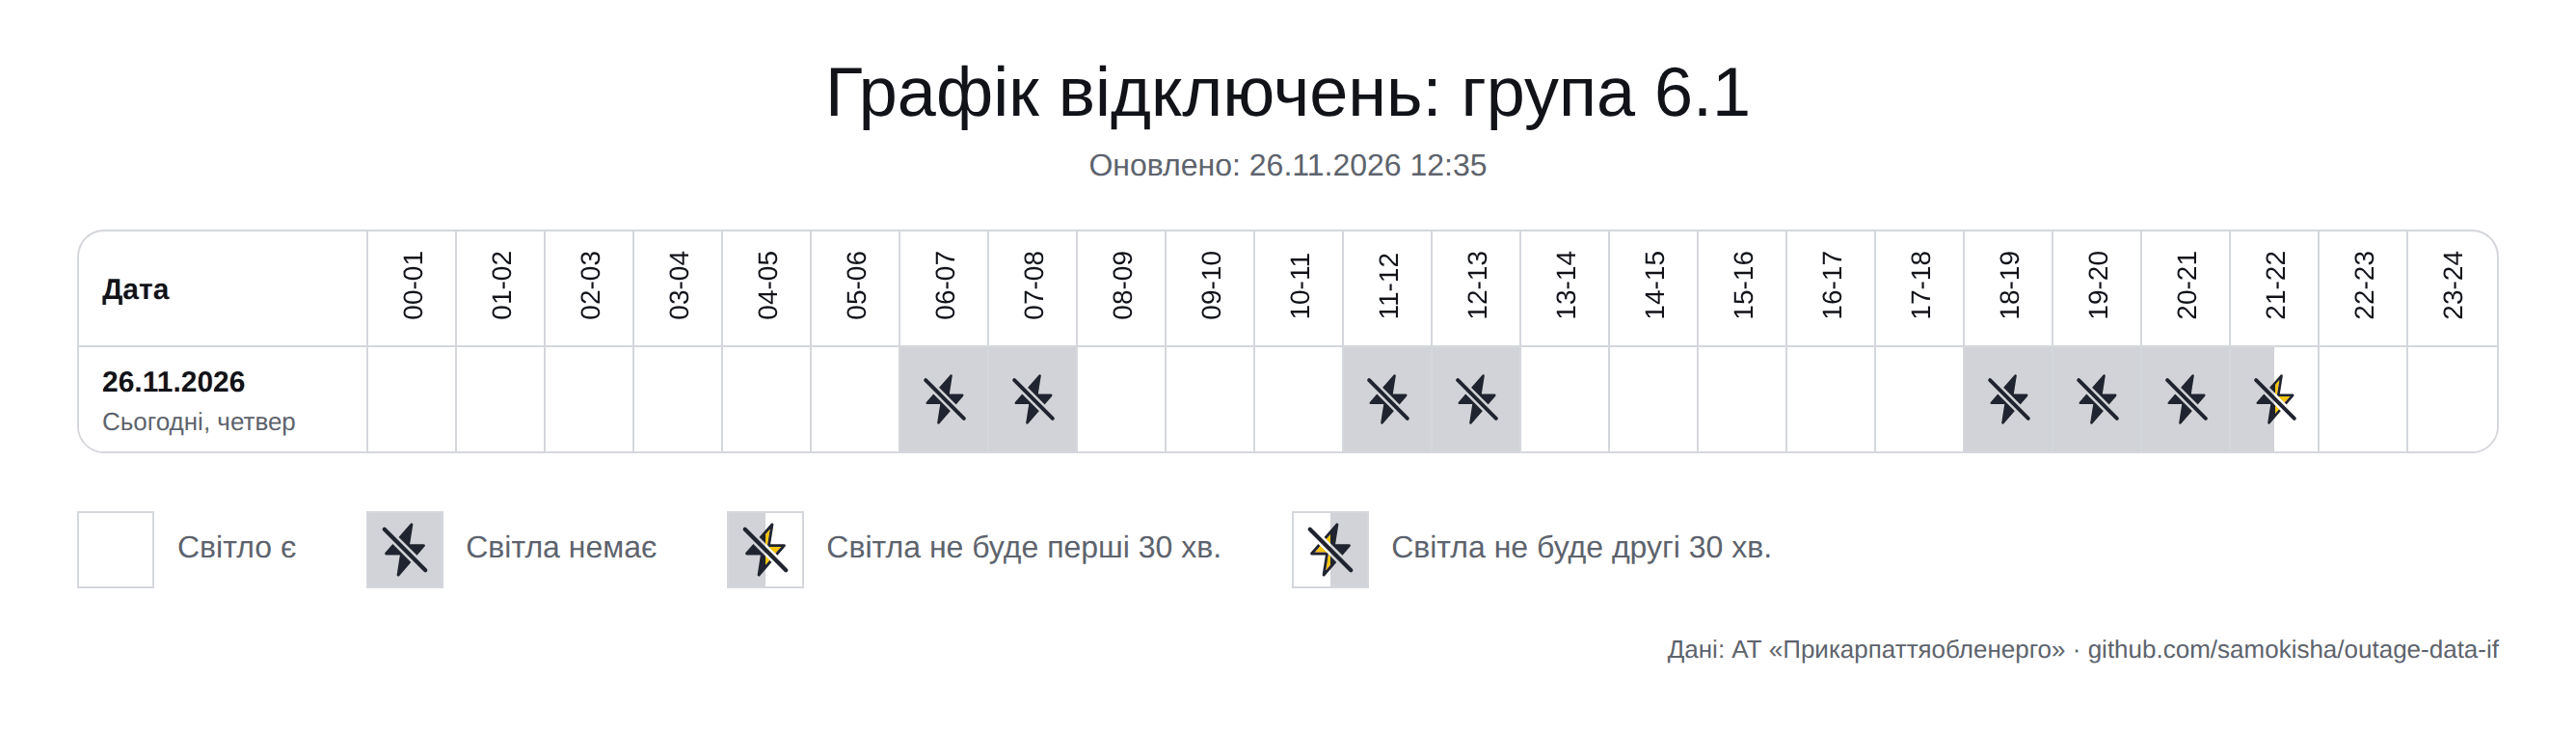 Графік відключень: група 6.1
Оновлено: 26.11.2026 12:35
Дата 00-01 01-02 02-03 03-04 04-05 05-06 06-07 07-08 08-09 09-10 10-11 11-12 12-13 13-14 14-15 15-16 16-17 17-18 18-19 19-20 20-21 21-22 22-23 23-24
26.11.2026
Сьогодні, четвер
Світло є Світла немає Світла не буде перші 30 хв. Світла не буде другі 30 хв.
Дані: АТ «Прикарпаттяобленерго» · github.com/samokisha/outage-data-if